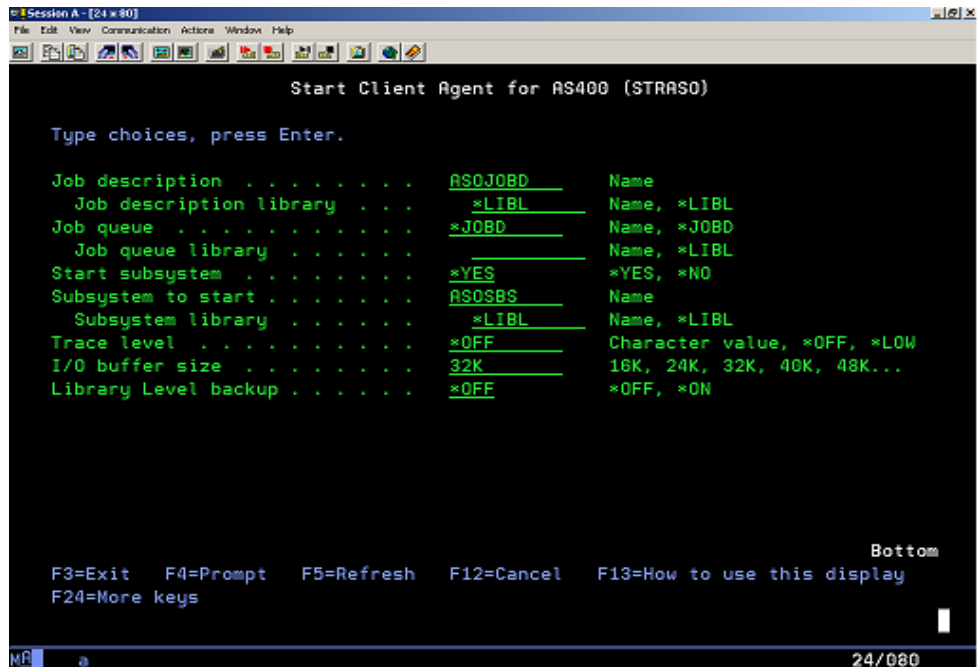 Session A - [24 x 80]
File Edit View Communication Actions Window Help
Start Client Agent for AS400 (STRASO)
Type choices, press Enter.
Job description . . . . . . . . ASOJOBD Name
Job description library . . . *LIBL Name, *LIBL
Job queue . . . . . . . . . . . *JOBD Name, *JOBD
Job queue library . . . . . . Name, *LIBL
Start subsystem . . . . . . . . *YES *YES, *NO
Subsystem to start . . . . . . . ASOSBS Name
Subsystem library . . . . . . *LIBL Name, *LIBL
Trace level . . . . . . . . . . *OFF Character value, *OFF, *LOW
I/O buffer size . . . . . . . . 32K 16K, 24K, 32K, 40K, 48K...
Library Level backup . . . . . . *OFF *OFF, *ON
Bottom
F3=Exit F4=Prompt F5=Refresh F12=Cancel F13=How to use this display
F24=More keys
MA a 24/080